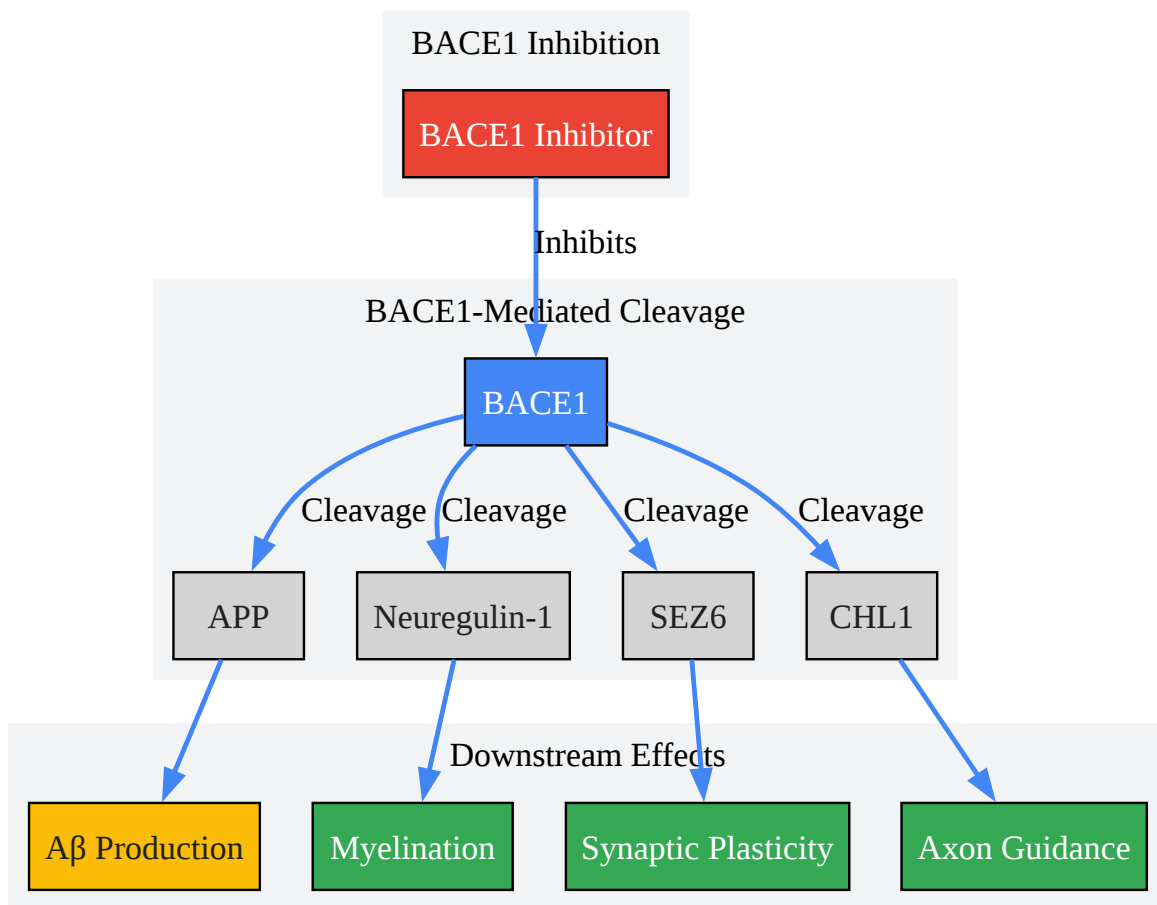 BACE1 Inhibition
BACE1 Inhibitor
Inhibits
BACE1-Mediated Cleavage
BACE1
Cleavage
Cleavage
Cleavage
Cleavage
APP
Neuregulin-1
SEZ6
CHL1
Downstream Effects
Aβ Production
Myelination
Synaptic Plasticity
Axon Guidance